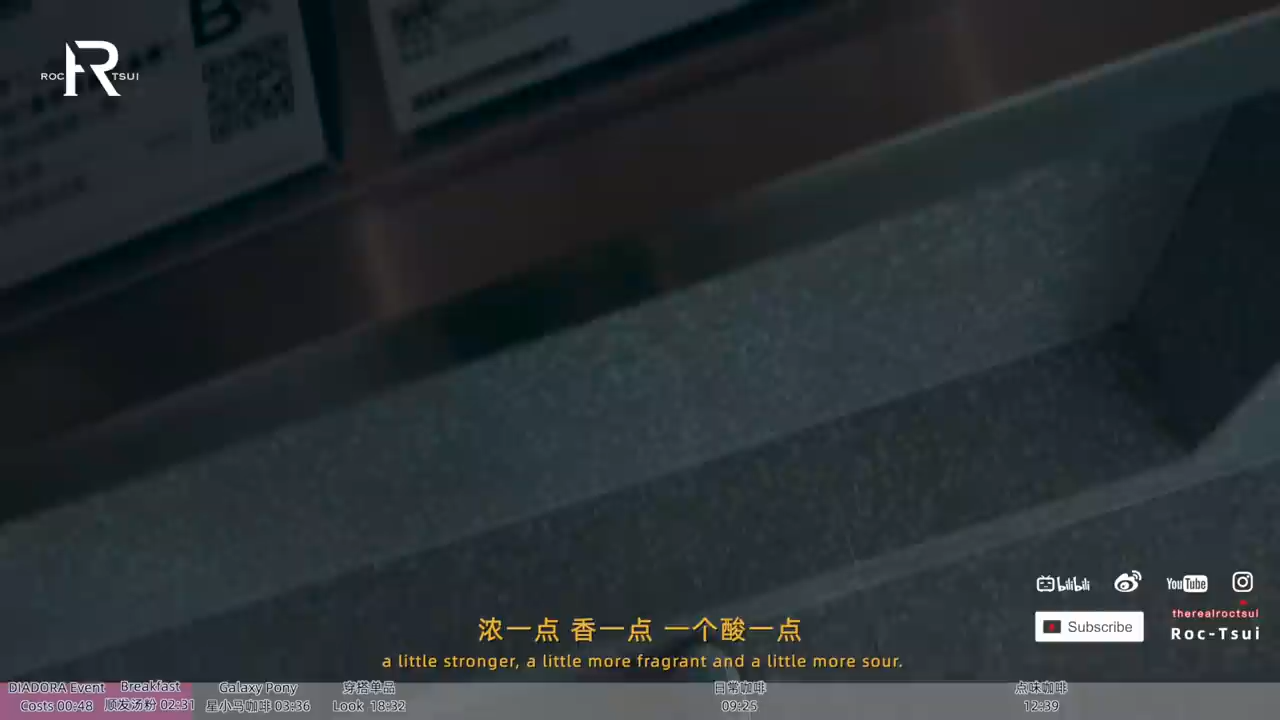 ROC R TSUI
B
浓一点 香一点 一个酸一点
a little stronger, a little more fragrant and a little more sour.
bilibili YouTube
therealroctsui
Subscribe Roc-Tsui
DIADORA Event Breakfast Galaxy Pony 穿搭单品 日常咖啡 点味咖啡
Costs 00:48 顺发汤粉 02:31 星小马咖啡 03:36 Look 18:32 09:25 12:39